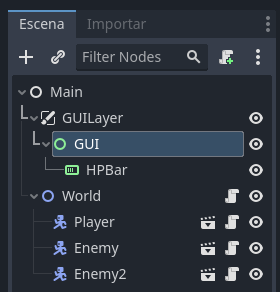 Escena Importar
Filter Nodes
Main
GUILayer
GUI
HPBar
World
Player
Enemy
Enemy2